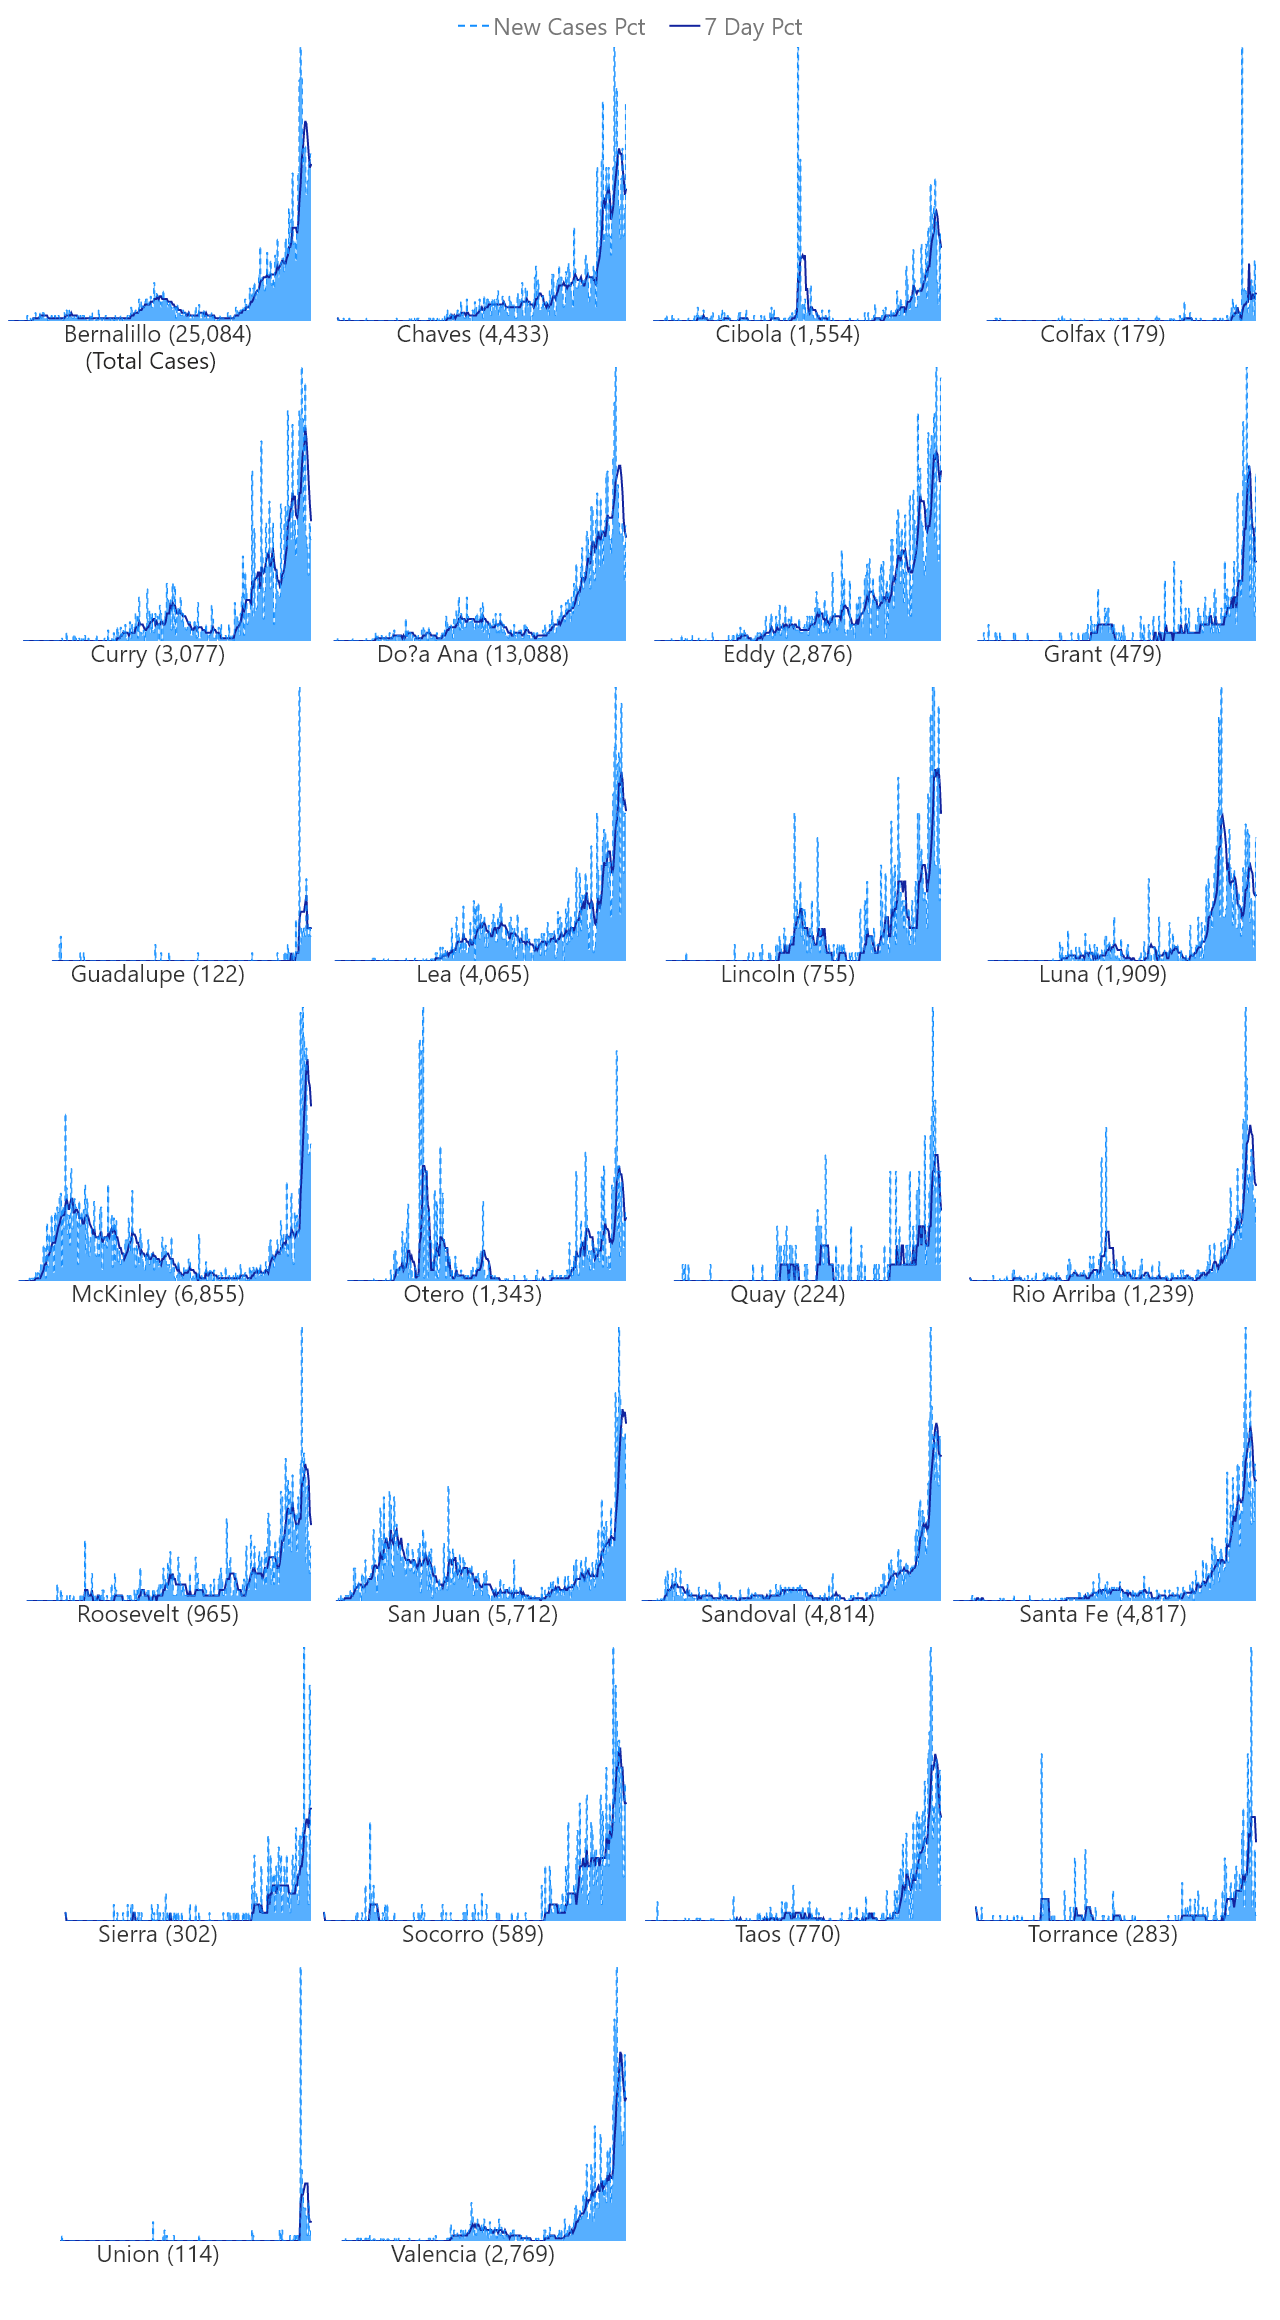 New Cases Pct 7 Day Pct
Bernalillo (25,084) Chaves (4,433) Cibola (1,554) Colfax (179)
(Total Cases)
Curry (3,077) Do?a Ana (13,088) Eddy (2,876) Grant (479)
Guadalupe (122) Lea (4,065) Lincoln (755) Luna (1,909)
McKinley (6,855) Otero (1,343) Quay (224) Rio Arriba (1,239)
Roosevelt (965) San Juan (5,712) Sandoval (4,814) Santa Fe (4,817)
Sierra (302) Socorro (589) Taos (770) Torrance (283)
Union (114) Valencia (2,769)